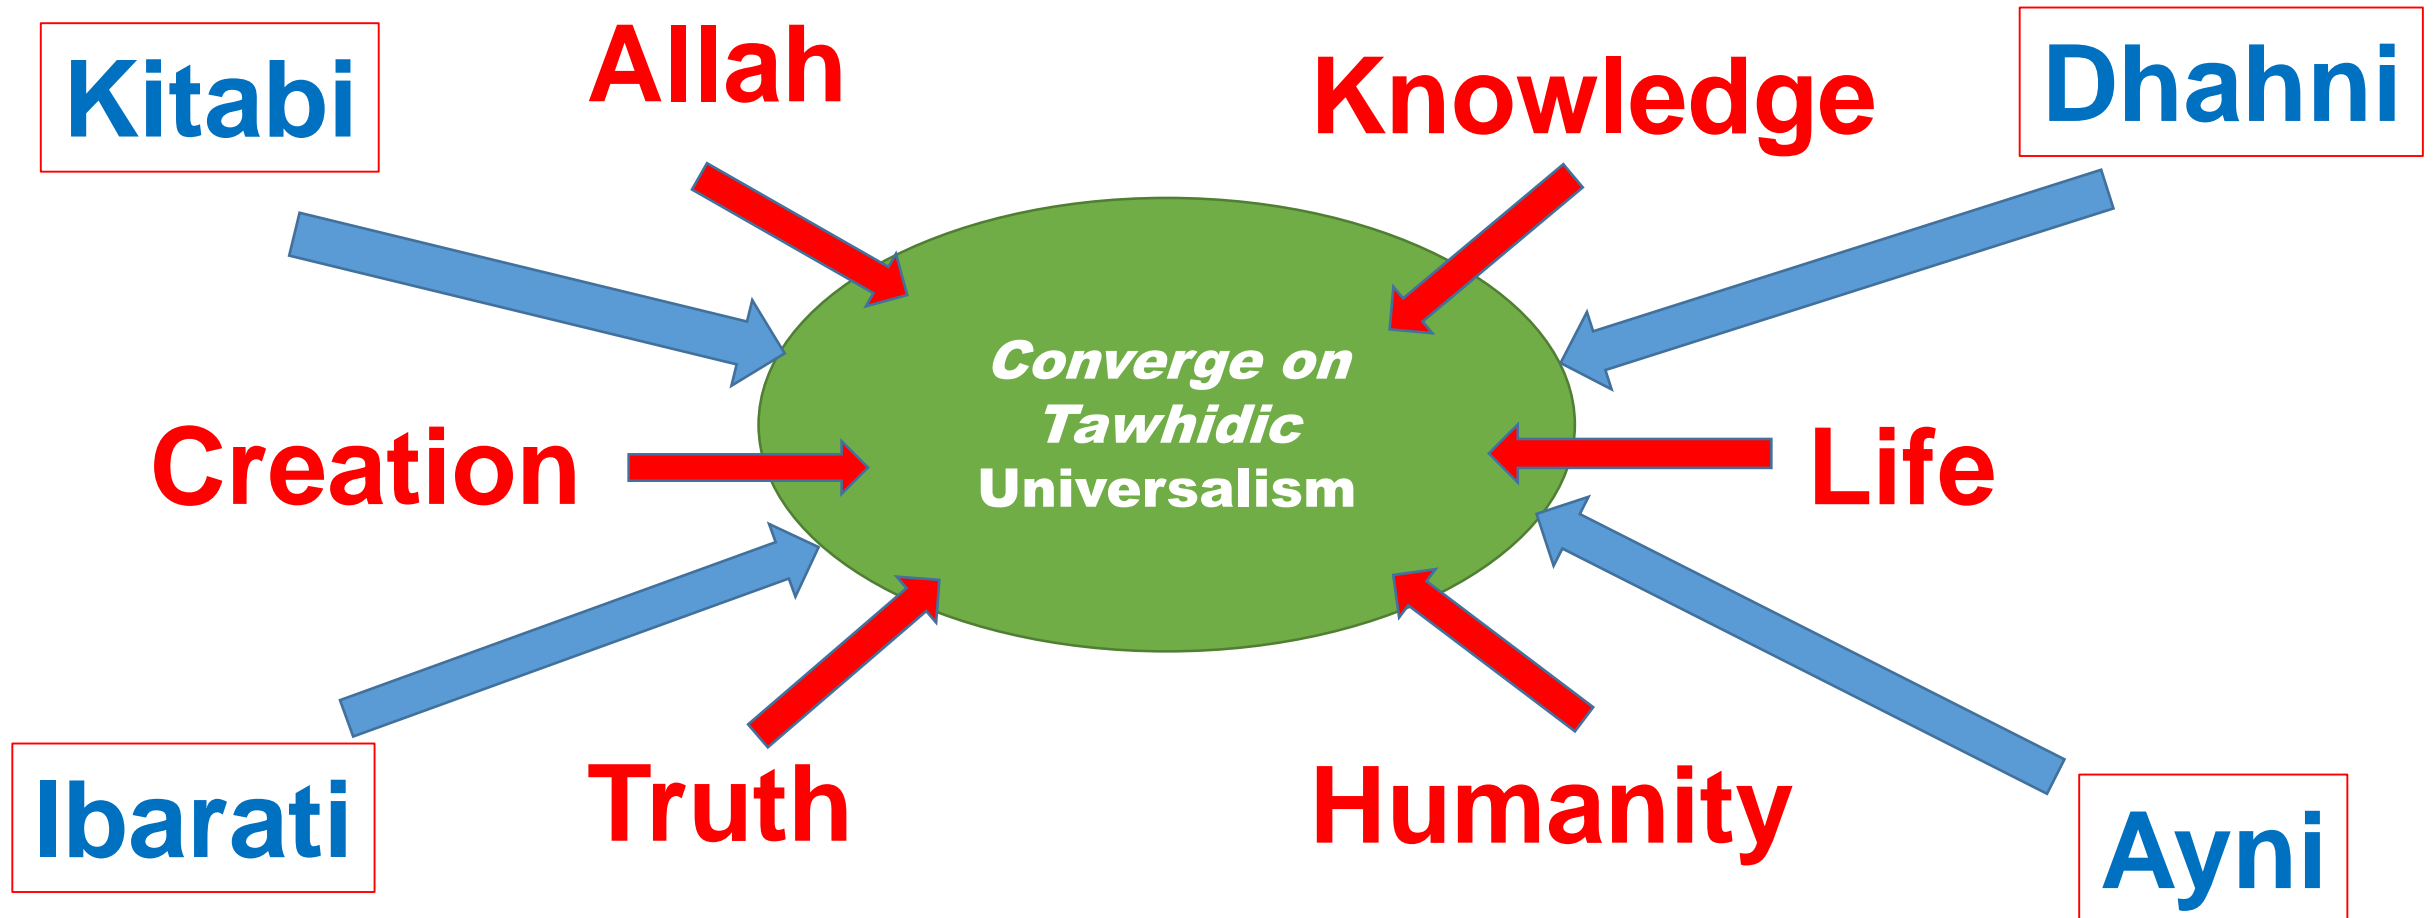 Kitabi
Allah
Knowledge
Dhahni
Converge on
Tawhidic
Universalism
Creation
Life
Ibarati
Truth
Humanity
Ayni